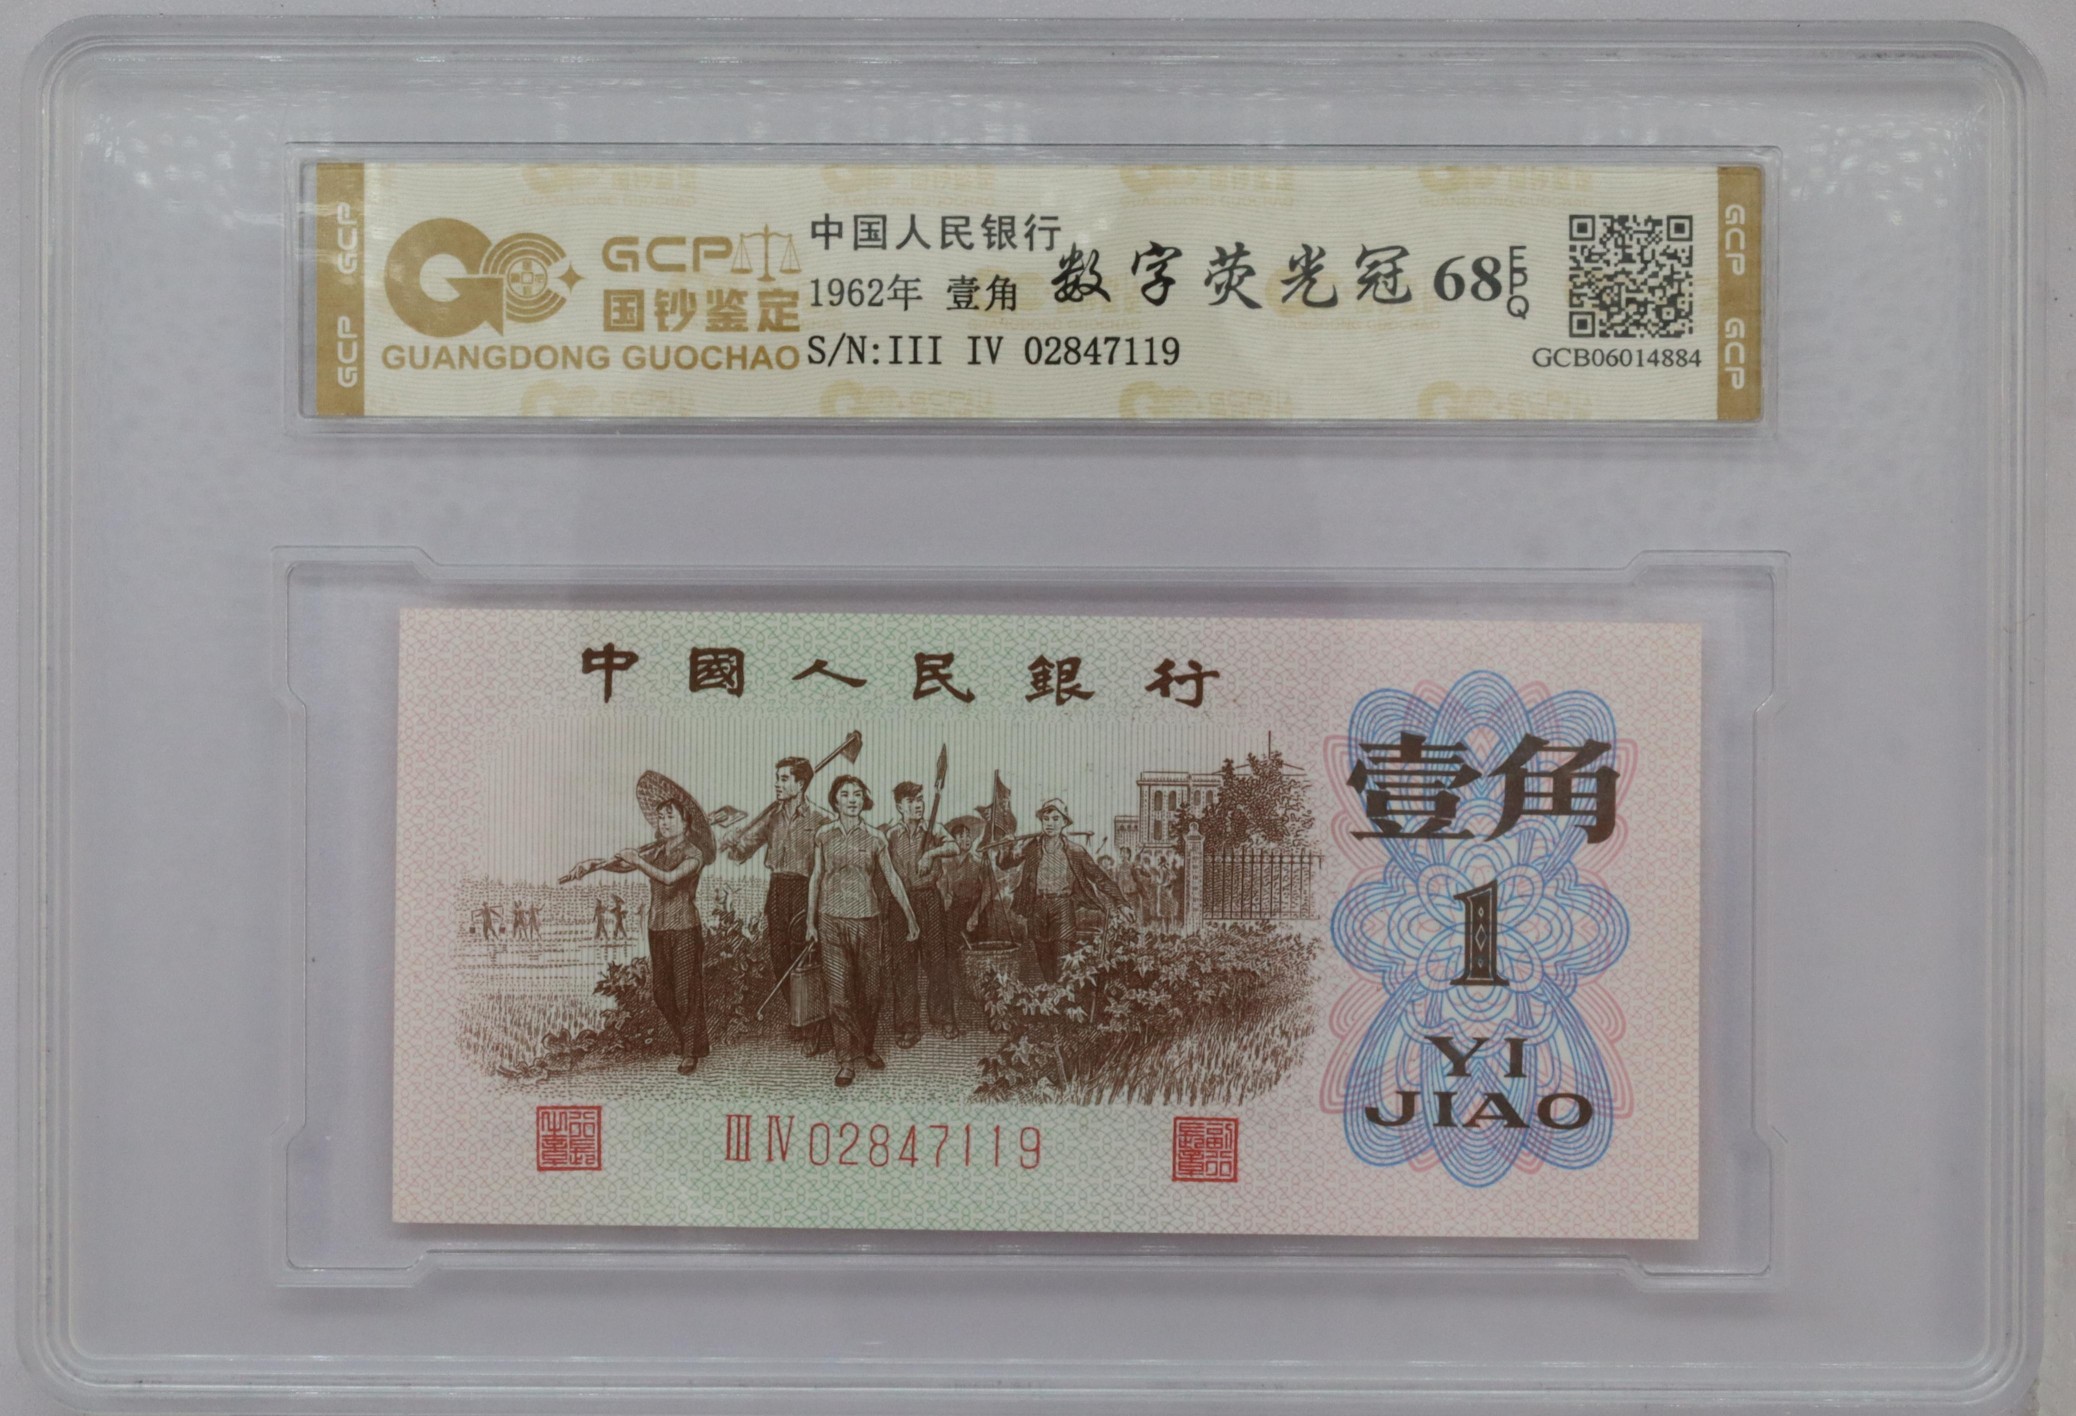 GCP
国钞鉴定
GUANGDONG GUOCHAO
中国人民银行
1962年 壹角
S/N:III IV 02847119
数字荧光冠 68 EPQ
GCB06014884
GCP GCP
GCP GCP
中國人民銀行
壹角
1
YI
JIAO
III IV 02847119